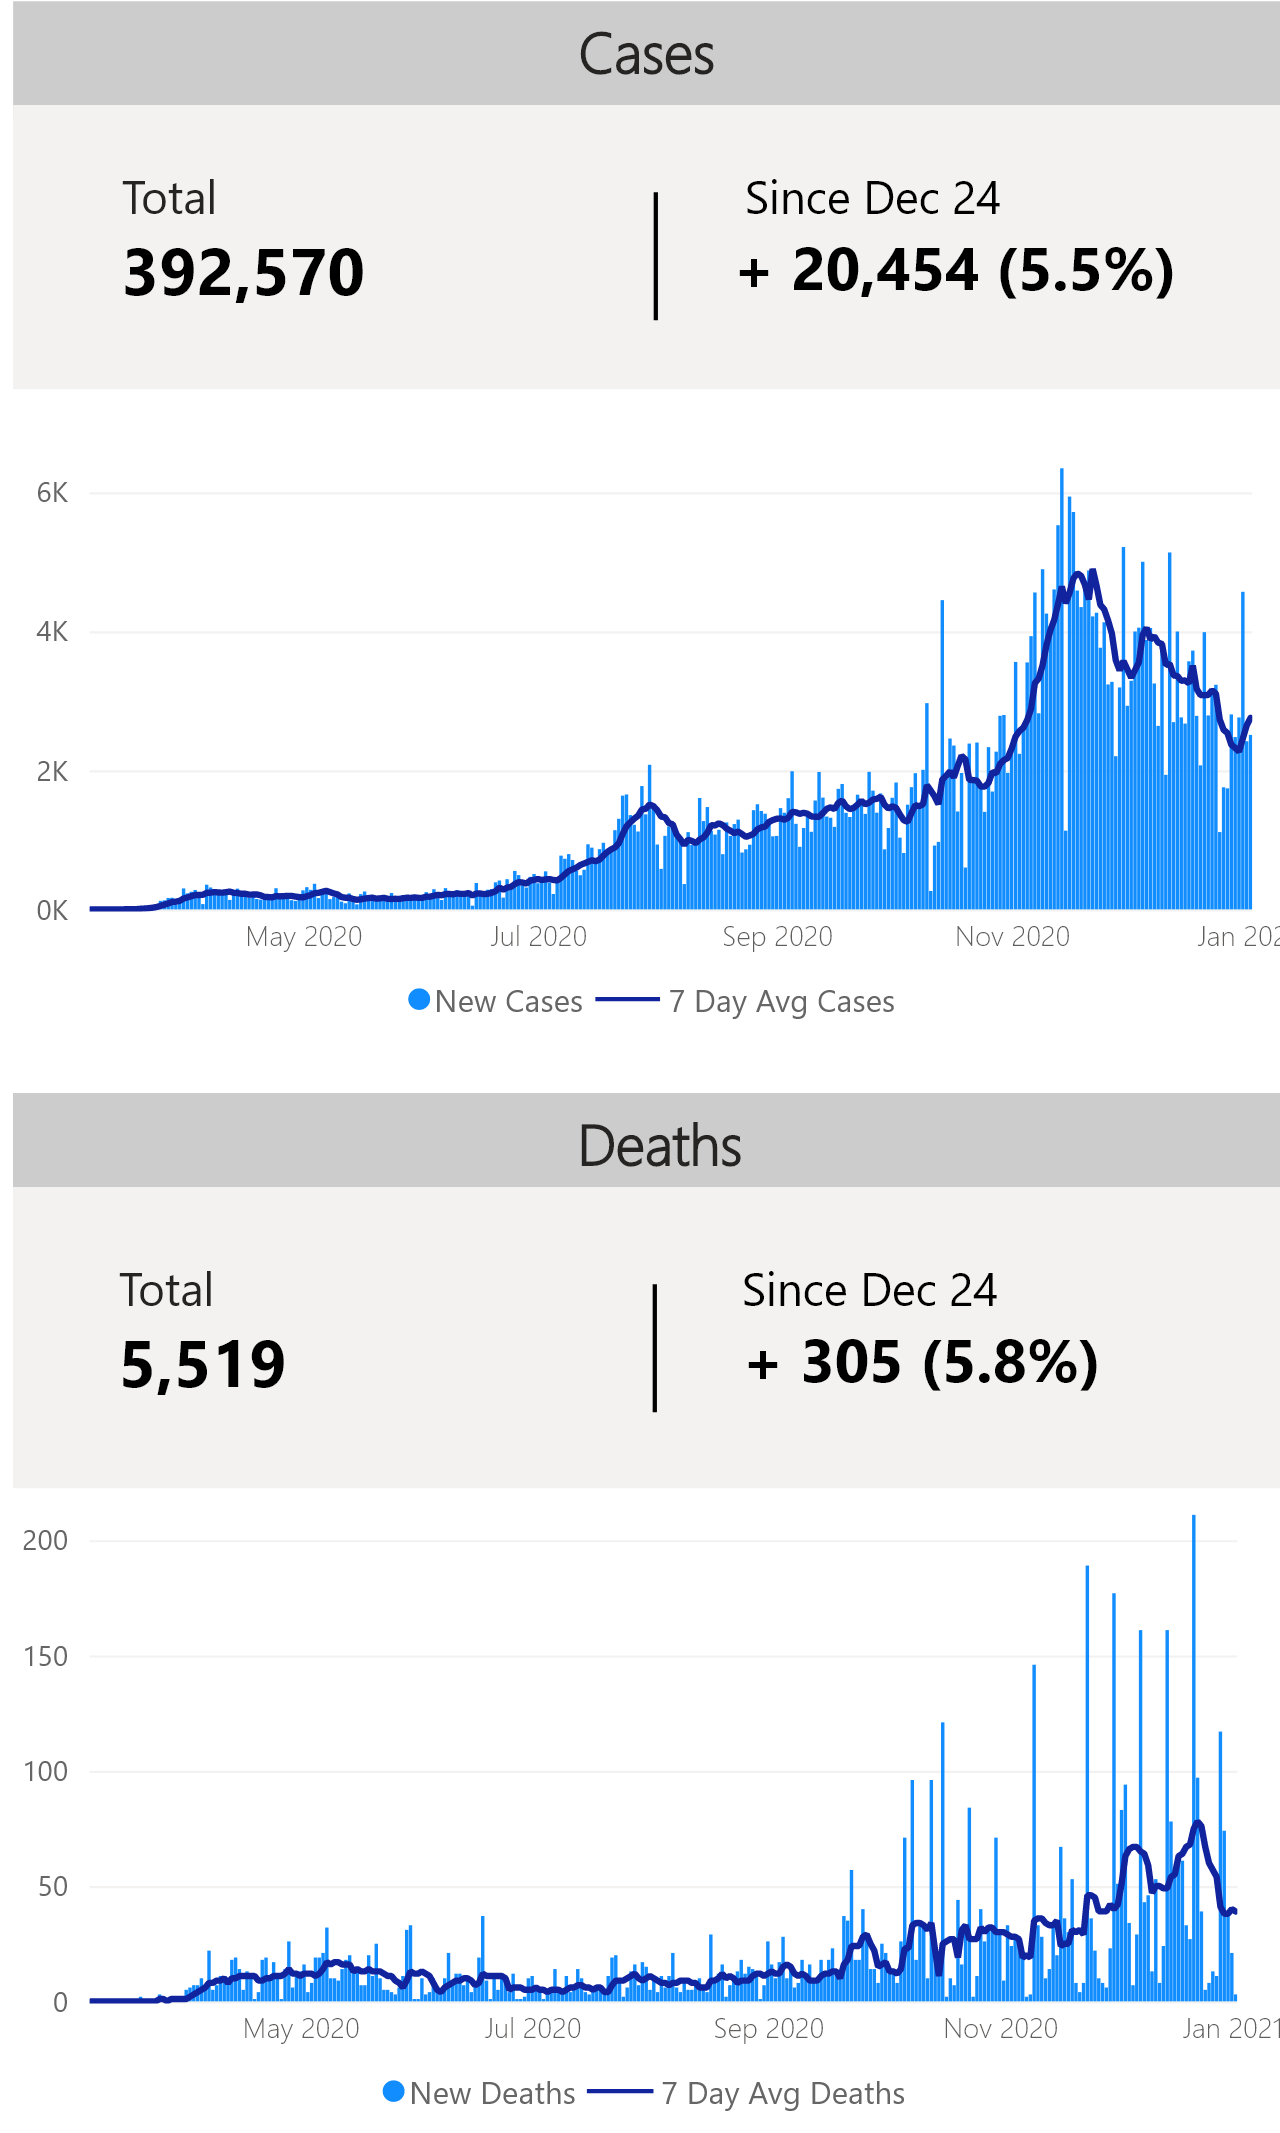 Cases
Total
Since Dec 24
392,570
+ 20,454 (5.5%)
6K
4K
2K
0K
May 2020 Jul 2020 Sep 2020 Nov 2020 Jan 202
New Cases 7 Day Avg Cases
Deaths
Total
Since Dec 24
5,519
+ 305 (5.8%)
200
150
100
50
0
May 2020 Jul 2020 Sep 2020 Nov 2020 Jan 2021
New Deaths 7 Day Avg Deaths